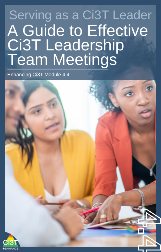 Serving as a Ci3T Leader
A Guide to Effective
Ci3T Leadership
Team Meetings
CI3T